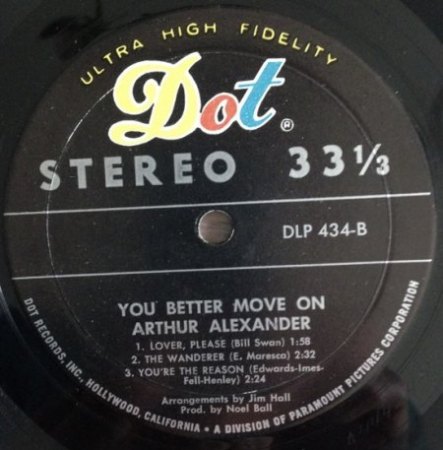 ULTRA HIGH FIDELITY
Dot®
STEREO 33⅓
DLP 434-B
YOU BETTER MOVE ON
ARTHUR ALEXANDER
1. LOVER, PLEASE (Bill Swan) 1:58
2. THE WANDERER (E. Maresco) 2:32
3. YOU'RE THE REASON (Edwards-Imes-
Fell-Henley) 2:24
Arrangements by Jim Hall
Prod. by Noel Ball
DOT RECORDS, INC., HOLLYWOOD, CALIFORNIA • A DIVISION OF PARAMOUNT PICTURES CORPORATION